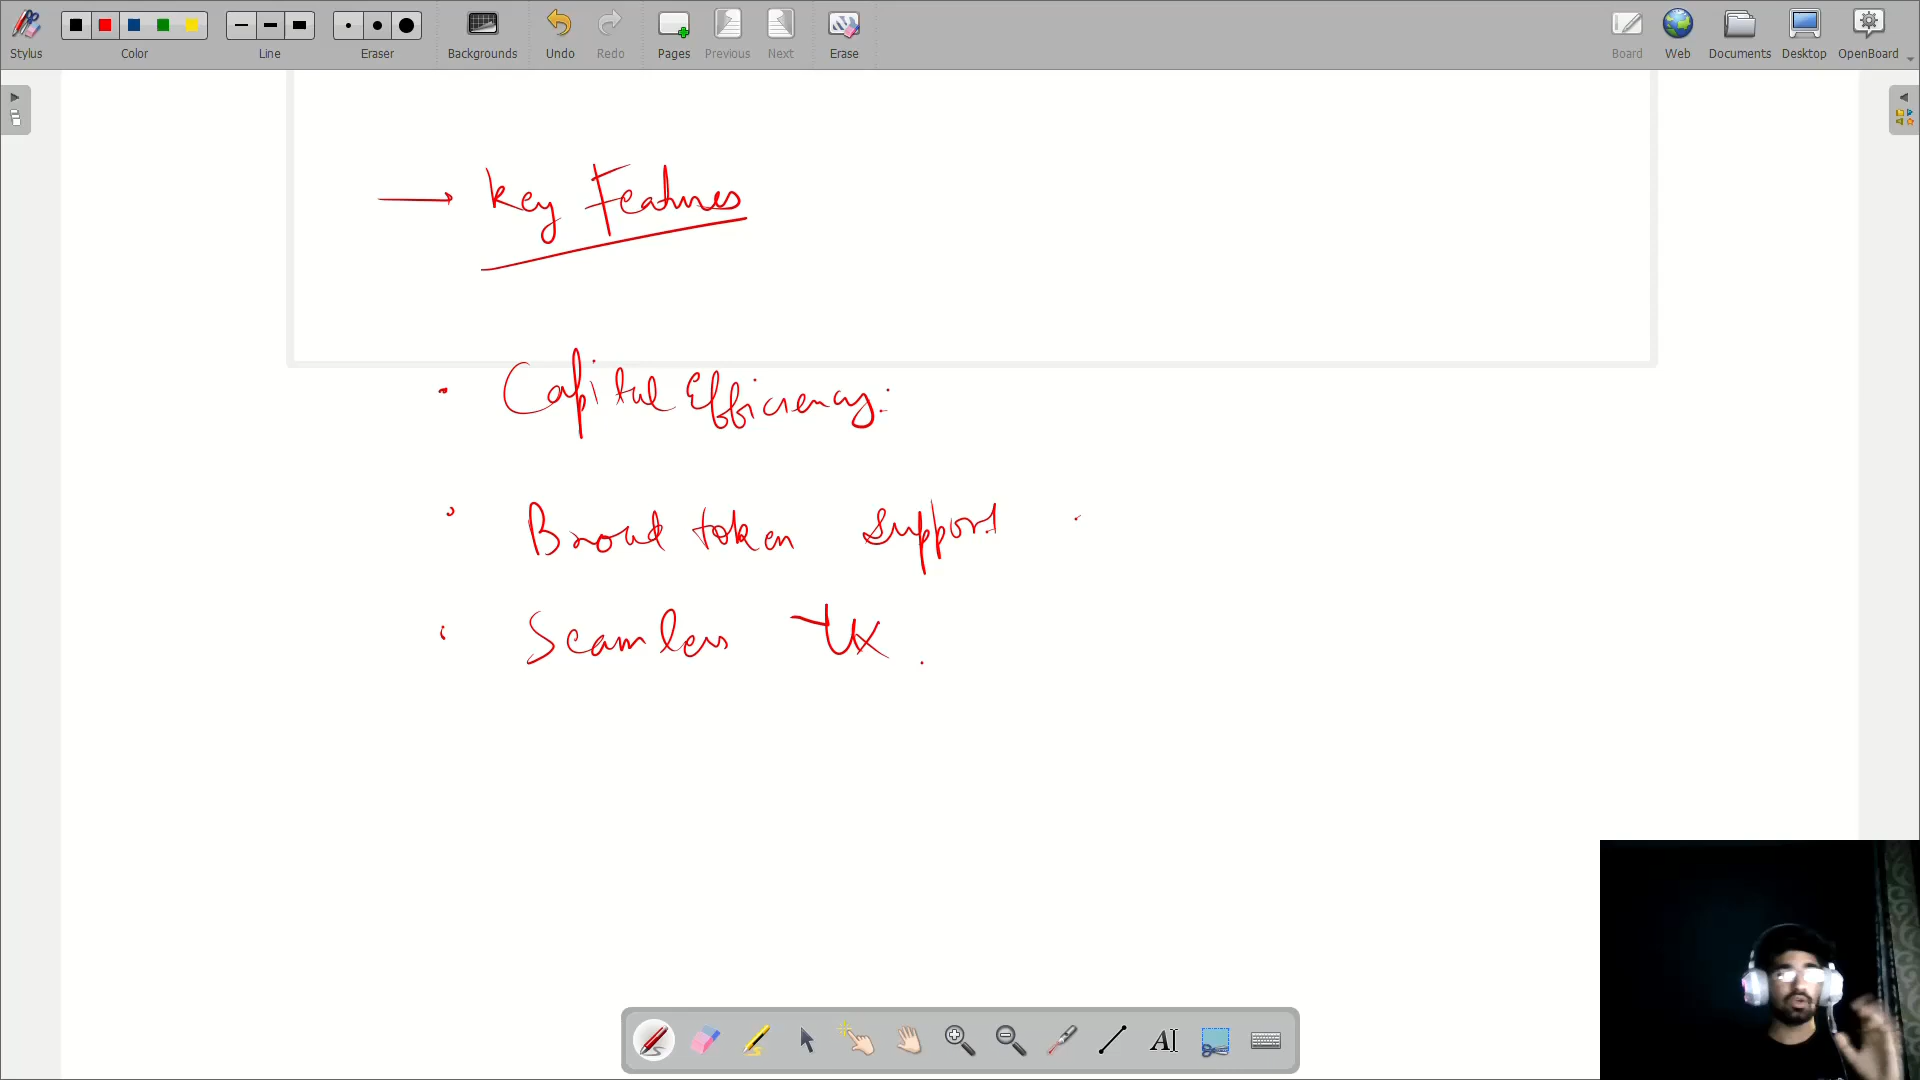 Stylus
Color
Line
Eraser
Backgrounds
Undo
Redo
Pages
Previous
Next
Erase
Board
Web
Documents
Desktop
OpenBoard
→ Key Features
• Capital Efficiency:
• Broad token support
• Seamless UX.
AI